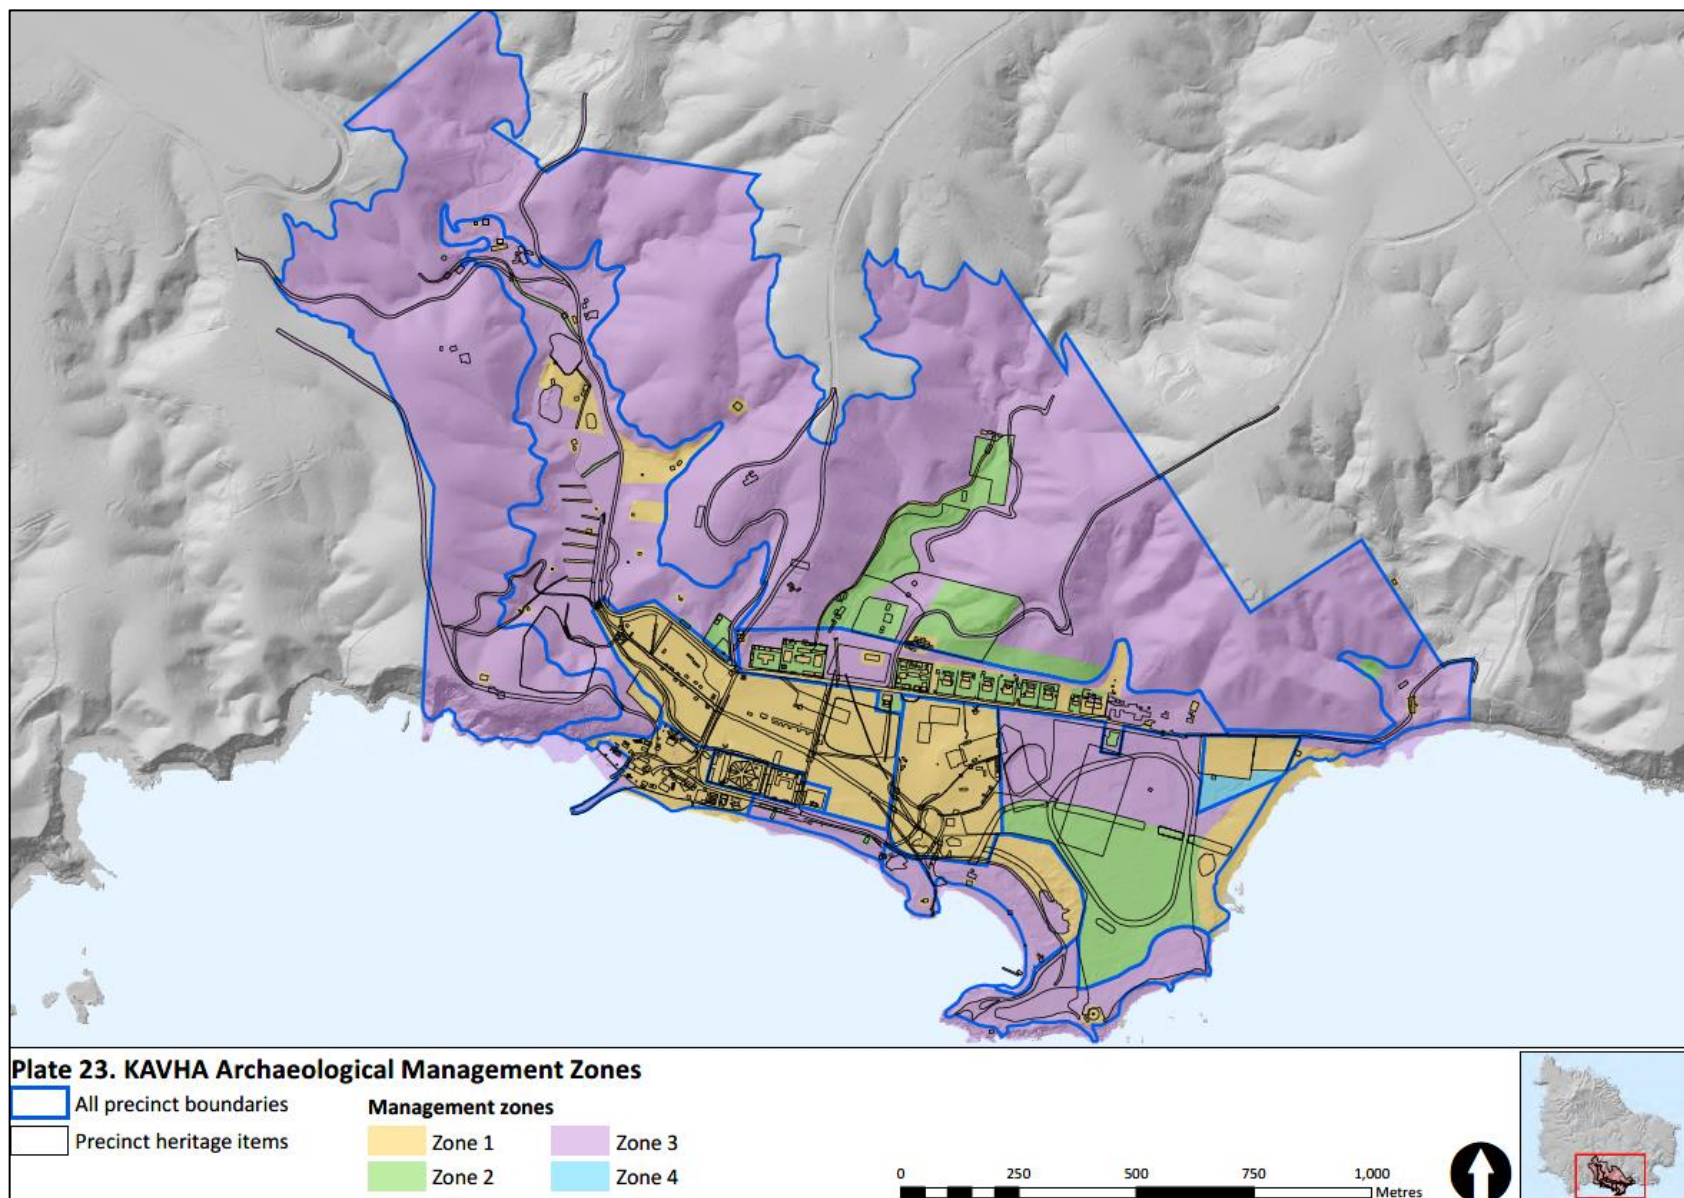 Plate 23. KAVHA Archaeological Management Zones
All precinct boundaries
Precinct heritage items
Management zones
Zone 1
Zone 2
Zone 3
Zone 4
0 250 500 750 1,000
Metres